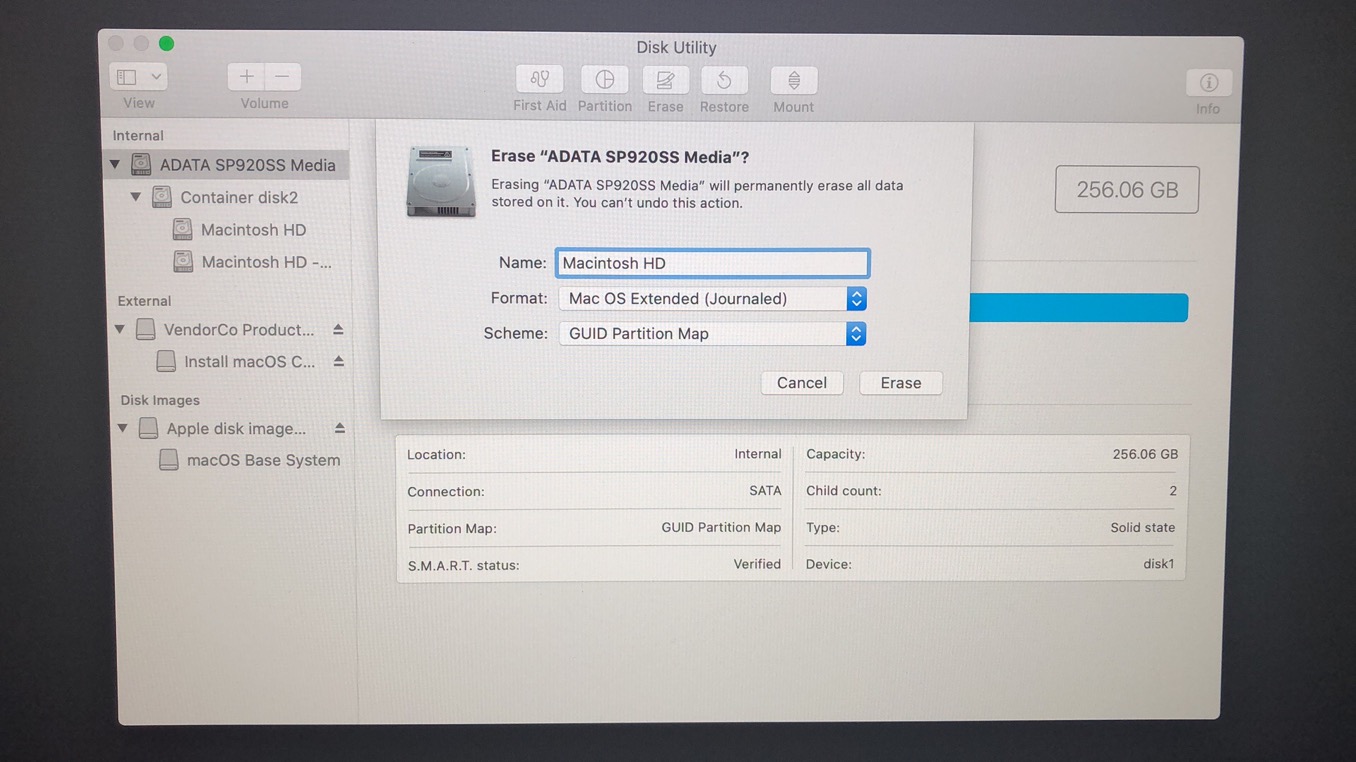 Disk Utility
View
Volume
First Aid
Partition
Erase
Restore
Mount
Info
Internal
ADATA SP920SS Media
Container disk2
Macintosh HD
Macintosh HD -...
External
VendorCo Product...
Install macOS C...
Disk Images
Apple disk image...
macOS Base System
Erase “ADATA SP920SS Media”?
Erasing “ADATA SP920SS Media” will permanently erase all data
stored on it. You can’t undo this action.
Name: Macintosh HD
Format: Mac OS Extended (Journaled)
Scheme: GUID Partition Map
Cancel
Erase
256.06 GB
Location: Internal
Connection: SATA
Partition Map: GUID Partition Map
S.M.A.R.T. status: Verified
Capacity: 256.06 GB
Child count: 2
Type: Solid state
Device: disk1